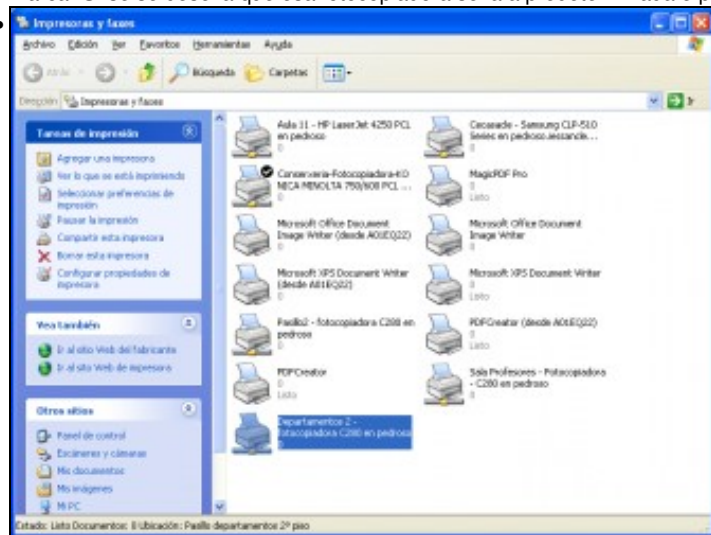 Impresoras y faxes
Archivo Edición Ver Favoritos Herramientas Ayuda
Atrás Búsqueda Carpetas
Dirección Impresoras y faxes Ir
Tareas de impresión
Agregar una impresora
Ver lo que se está imprimiendo
Seleccionar preferencias de
impresión
Pausar la impresión
Compartir esta impresora
Borrar esta impresora
Configurar propiedades de
impresora
Vea también
Ir al sitio Web del fabricante
Ir al sitio Web de impresora
Otros sitios
Panel de control
Escáneres y cámaras
Mis documentos
Mis imágenes
Mi PC
Aula 11 - HP LaserJet 4250 PCL
en pedroso
0
Cecasade - Samsung CLP-510
Series en pedroso.iessancle...
0
Conserxeria-Fotocopiadora-KO
NICA MINOLTA 750/600 PCL ...
0
MagicPDF Pro
0
Listo
Microsoft Office Document
Image Writer (desde A01EQ22)
0
Microsoft Office Document
Image Writer
0
Microsoft XPS Document Writer
(desde A01EQ22)
0
Microsoft XPS Document Writer
0
Listo
Pasillo2 - fotocopiadora C280 en
pedroso
0
PDFCreator (desde A01EQ22)
0
Listo
PDFCreator
0
Listo
Sala Profesores - Fotocopiadora
- C280 en pedroso
0
Departamentos 2 -
fotocopiadora C280 en pedroso
0
Estado: Listo Documentos: 0 Ubicación: Pasillo departamentos 2º piso